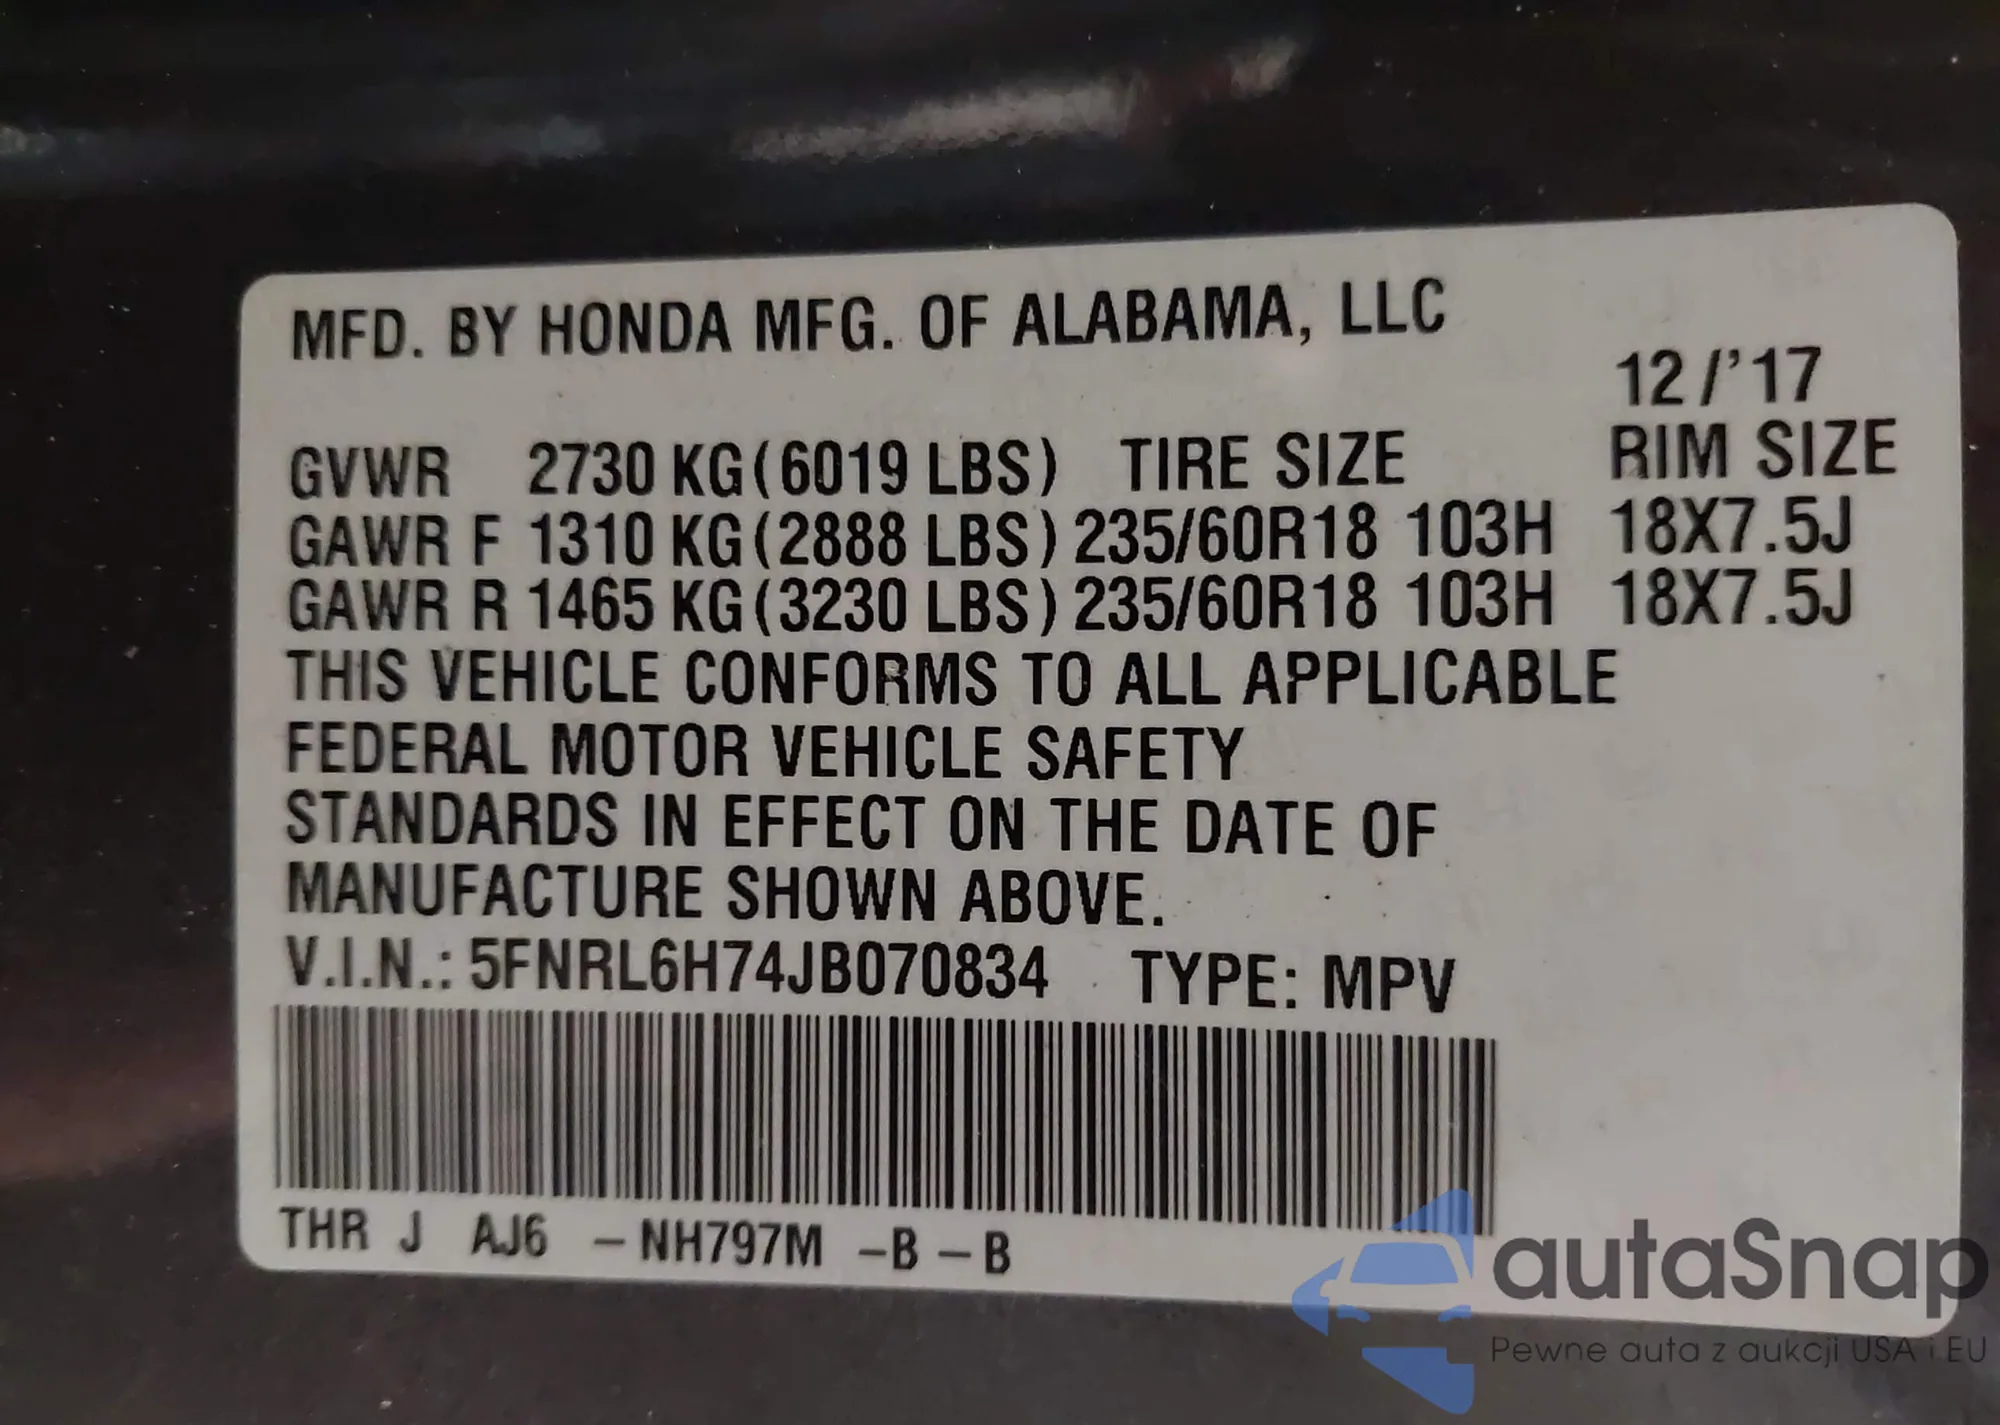 MFD. BY HONDA MFG. OF ALABAMA, LLC
12/'17
GVWR 2730 KG(6019 LBS) TIRE SIZE RIM SIZE
GAWR F 1310 KG(2888 LBS) 235/60R18 103H 18X7.5J
GAWR R 1465 KG(3230 LBS) 235/60R18 103H 18X7.5J
THIS VEHICLE CONFORMS TO ALL APPLICABLE
FEDERAL MOTOR VEHICLE SAFETY
STANDARDS IN EFFECT ON THE DATE OF
MANUFACTURE SHOWN ABOVE.
V.I.N.: 5FNRL6H74JB070834 TYPE: MPV
THR J AJ6 -NH797M -B-B
autaSnap
Pewne auta z aukcji USA i EU